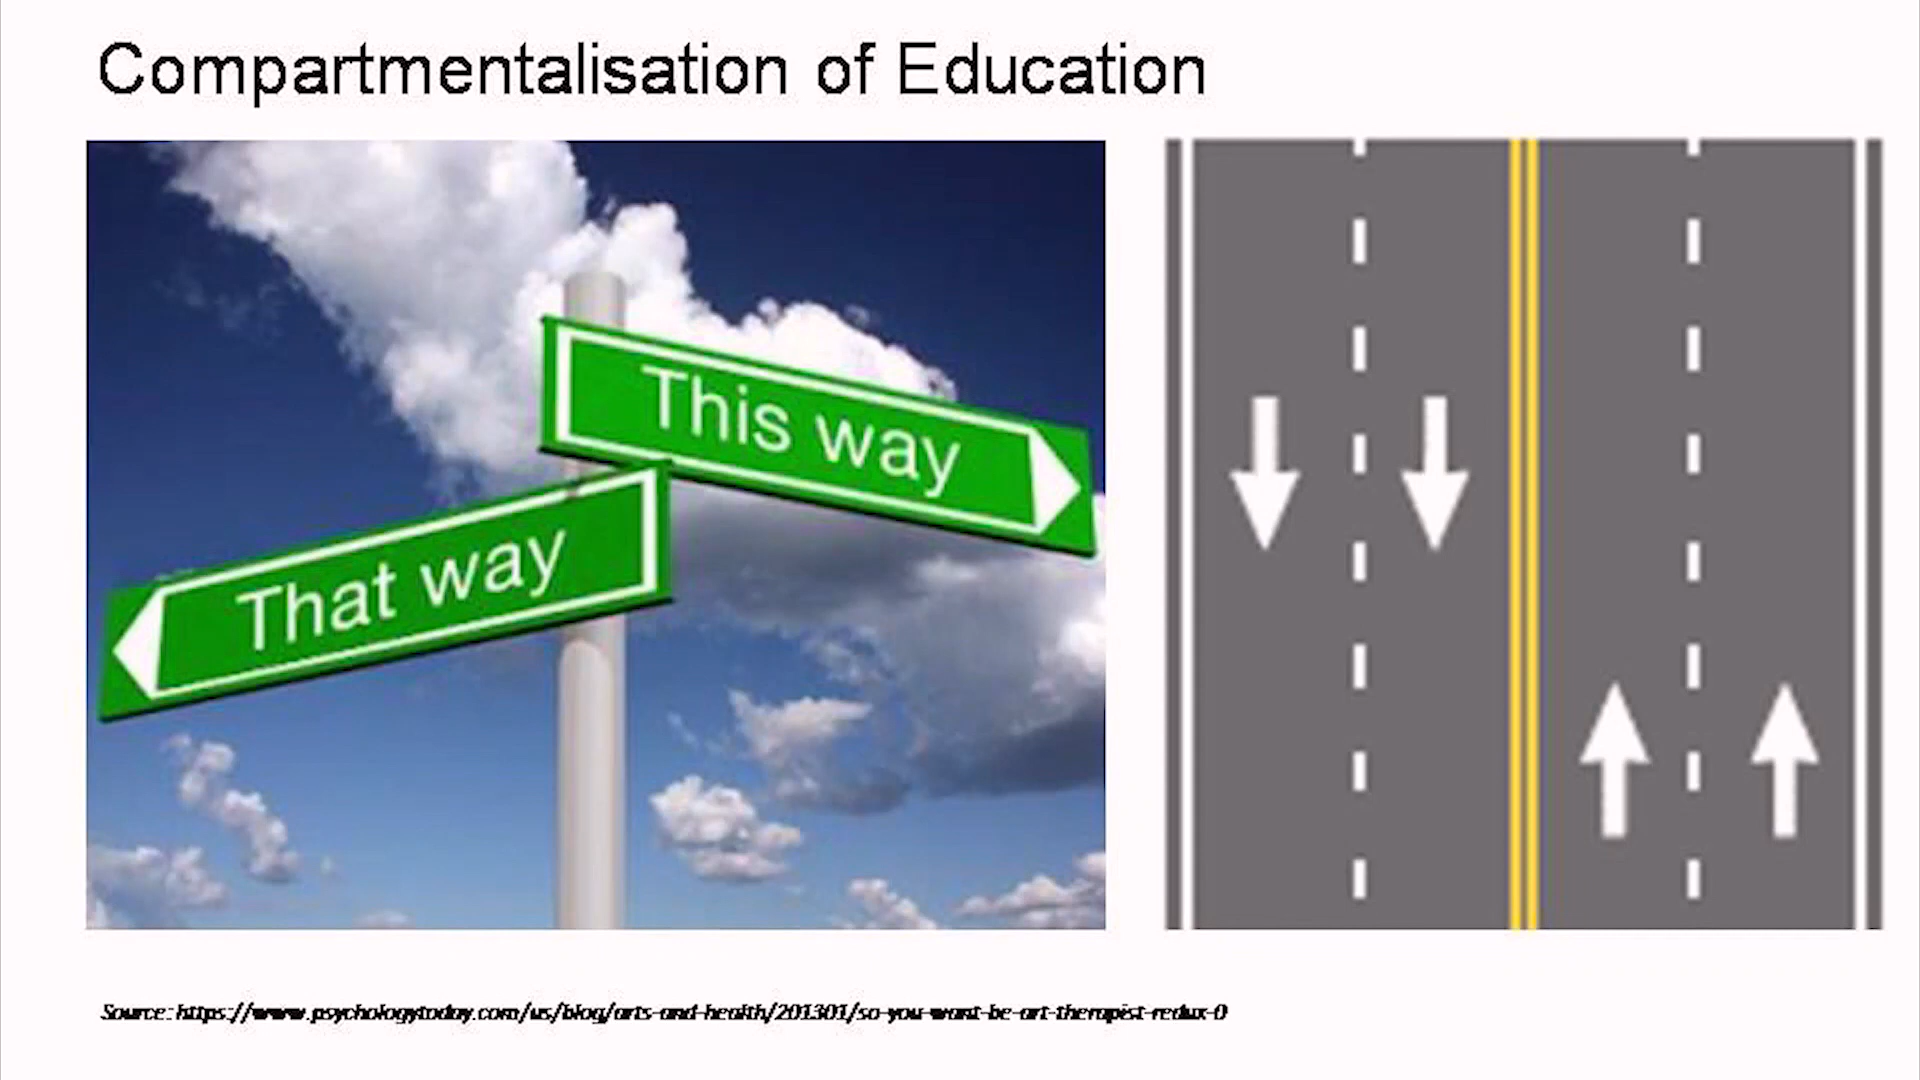 Compartmentalisation of Education
This way
That way
Source: https://www.psychologytoday.com/us/blog/arts-and-health/201301/so-you-want-be-art-therapist-redux-0